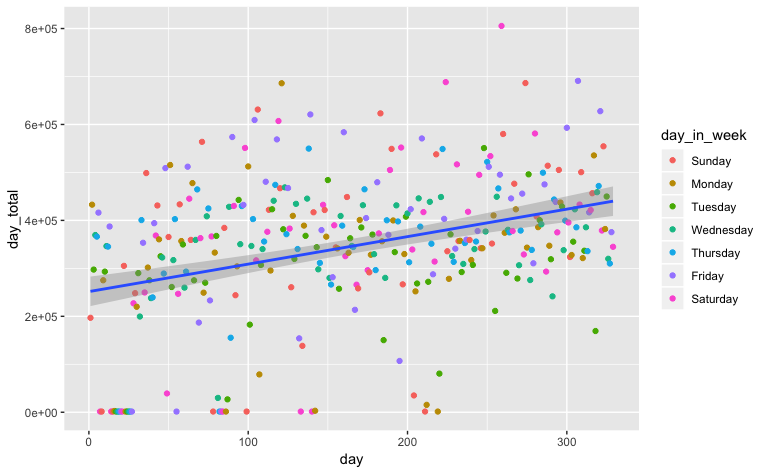 8e+05
6e+05
4e+05
2e+05
0e+00
day_total
0
100
200
300
day
day_in_week
Sunday
Monday
Tuesday
Wednesday
Thursday
Friday
Saturday